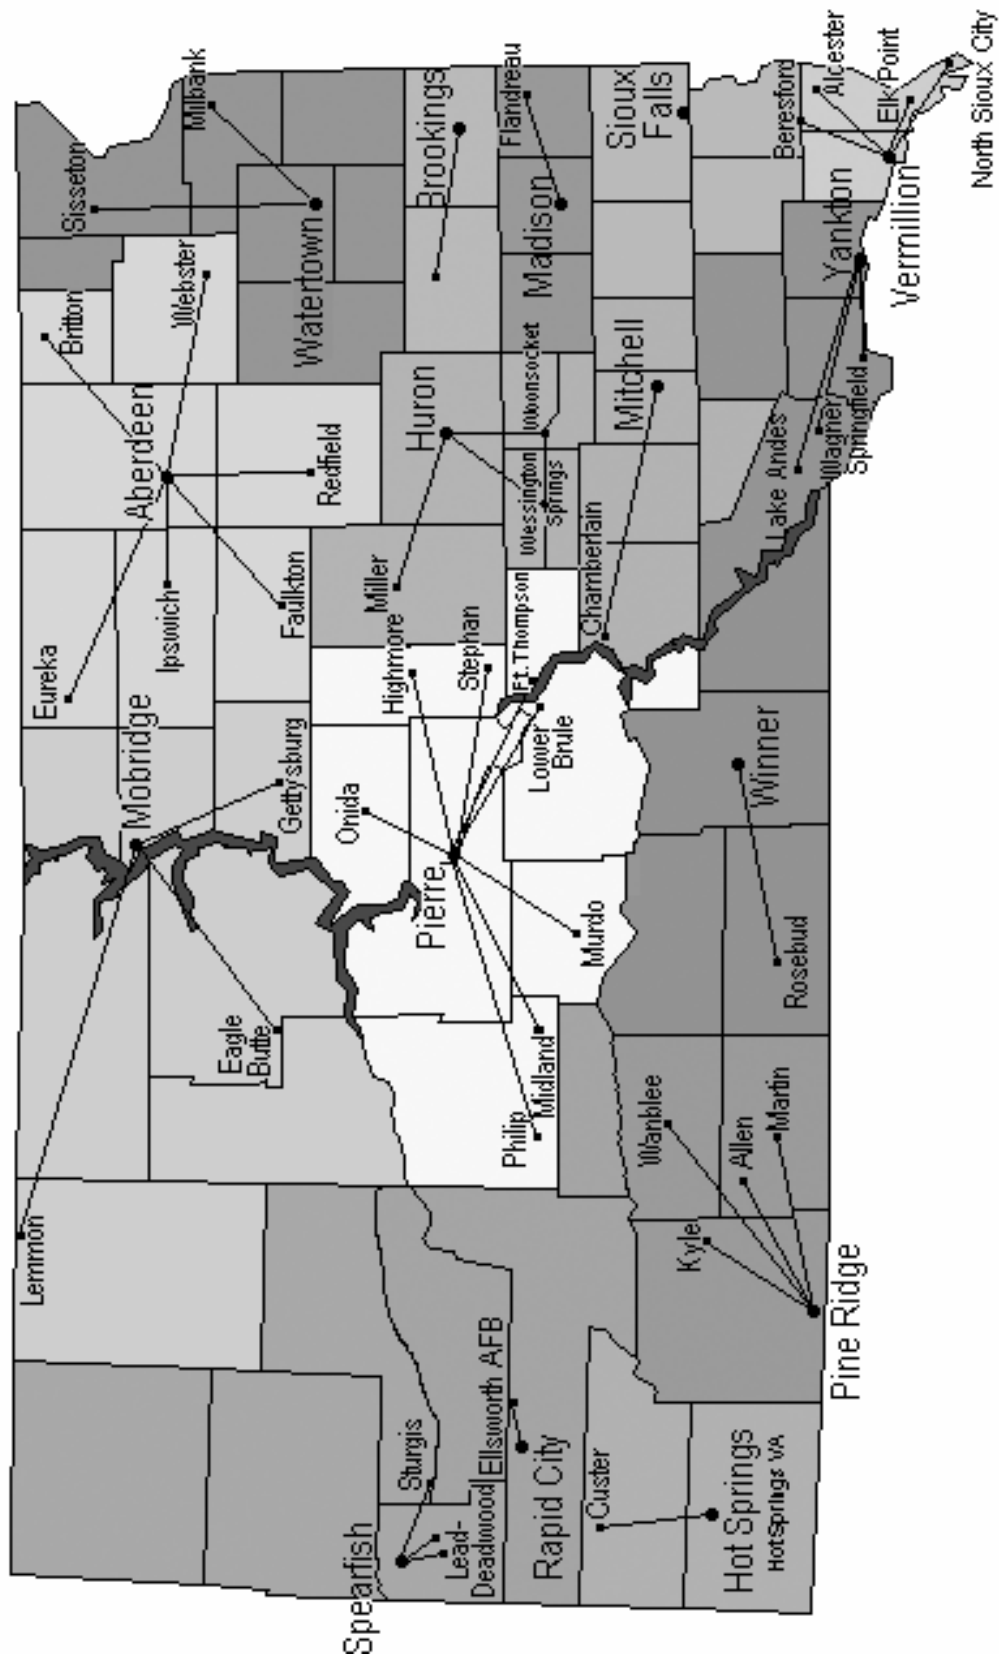 Lemmon
Mobridge
Eureka
Aberdeen
Britton
Sisseton
Ipswich
Webster
Milbank
Eagle
Butte
Gettysburg
Faulkton
Redfield
Watertown
Spearfish
Sturgis
Onida
Highmore
Miller
Huron
Brookings
Lead-
Deadwood
Ellsworth AFB
Pierre
Stephan
Philip
Midland
Lower
Brule
Ft. Thompson
Wessington
springs
Woonsocket
Madison
Flandreau
Rapid City
Custer
Murdo
Chamberlain
Mitchell
Sioux
Falls
Wanblee
Kyle
Hot Springs
HotSprings VA
Allen
Martin
Rosebud
Winner
Lake Andes
Wagner
Springfield
Yankton
Beresford
Alcester
Elk Point
Vermillion
North Sioux City
Pine Ridge